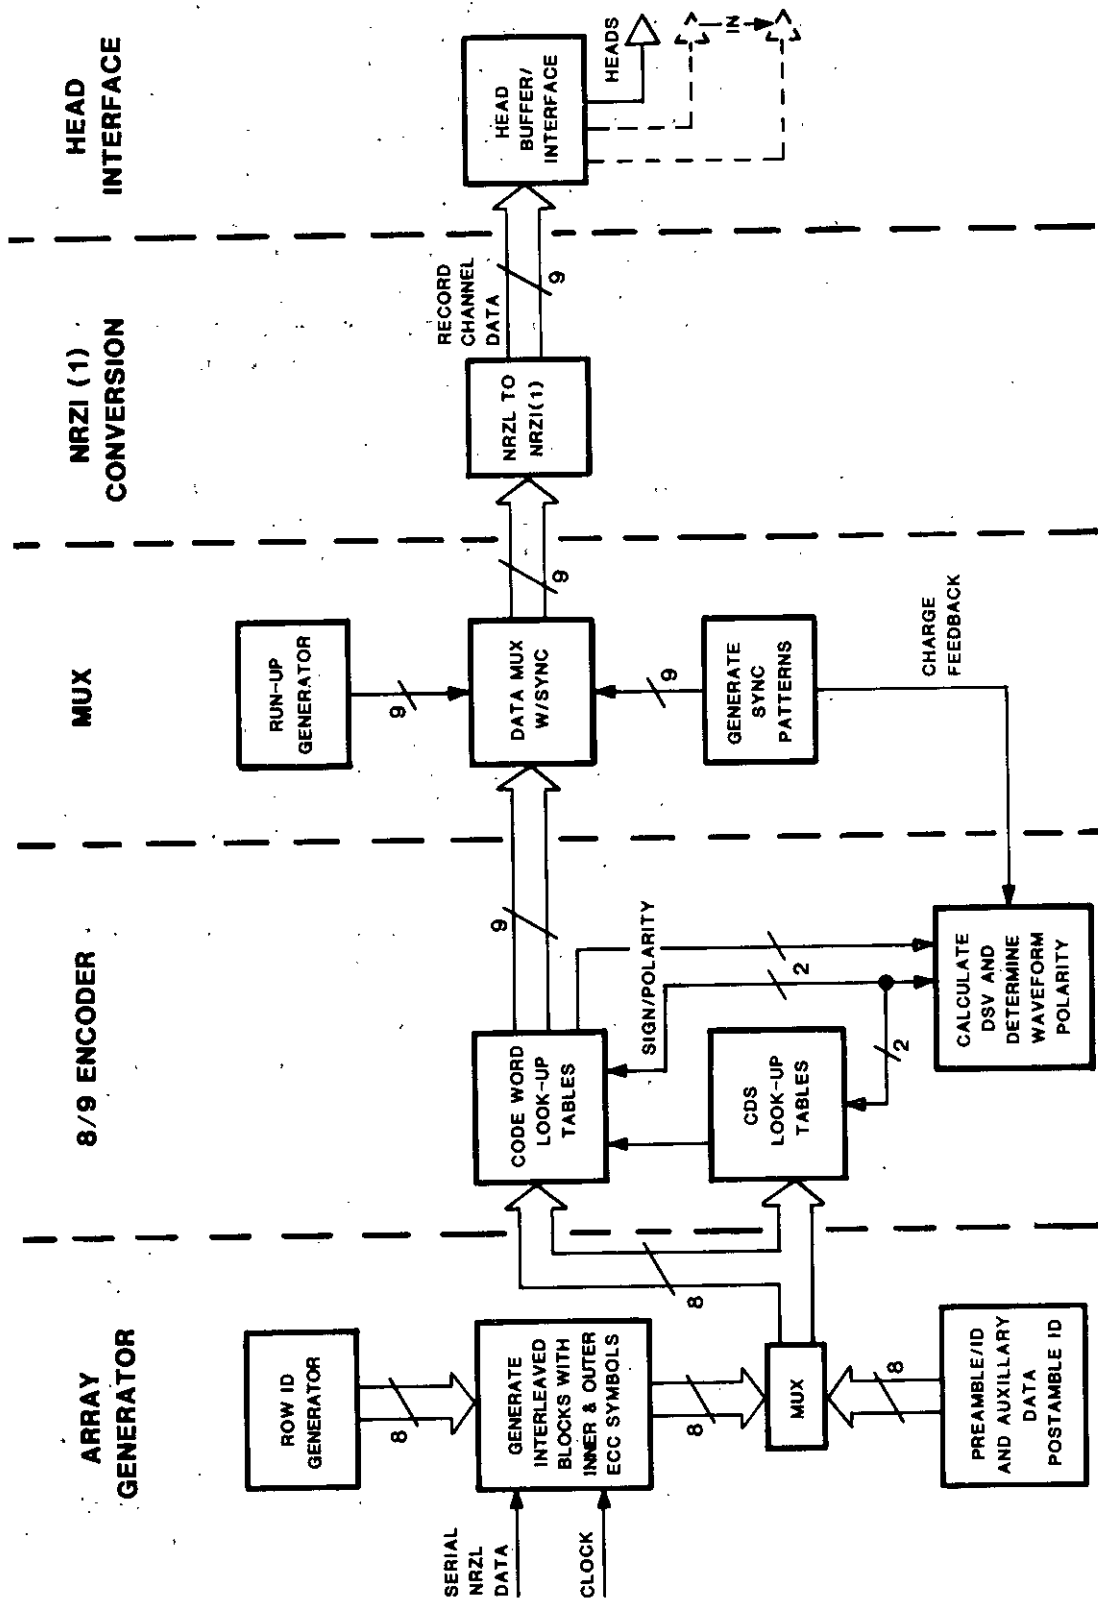 ARRAY
GENERATOR
8/9 ENCODER
MUX
NRZI (1)
CONVERSION
HEAD
INTERFACE
ROW ID
GENERATOR
8
SERIAL
NRZL
DATA
CLOCK
GENERATE
INTERLEAVED
BLOCKS WITH
INNER & OUTER
ECC SYMBOLS
8
MUX
8
PREAMBLE/ID
AND AUXILLARY
DATA
POSTAMBLE ID
8
CODE WORD
LOOK-UP
TABLES
9
SIGN/POLARITY
2
CDS
LOOK-UP
TABLES
2
CALCULATE
DSV AND
DETERMINE
WAVEFORM
POLARITY
RUN-UP
GENERATOR
9
DATA MUX
W/SYNC
9
9
GENERATE
SYNC
PATTERNS
CHARGE
FEEDBACK
NRZL TO
NRZI(1)
RECORD
CHANNEL
DATA
9
HEAD
BUFFER/
INTERFACE
HEADS
IN